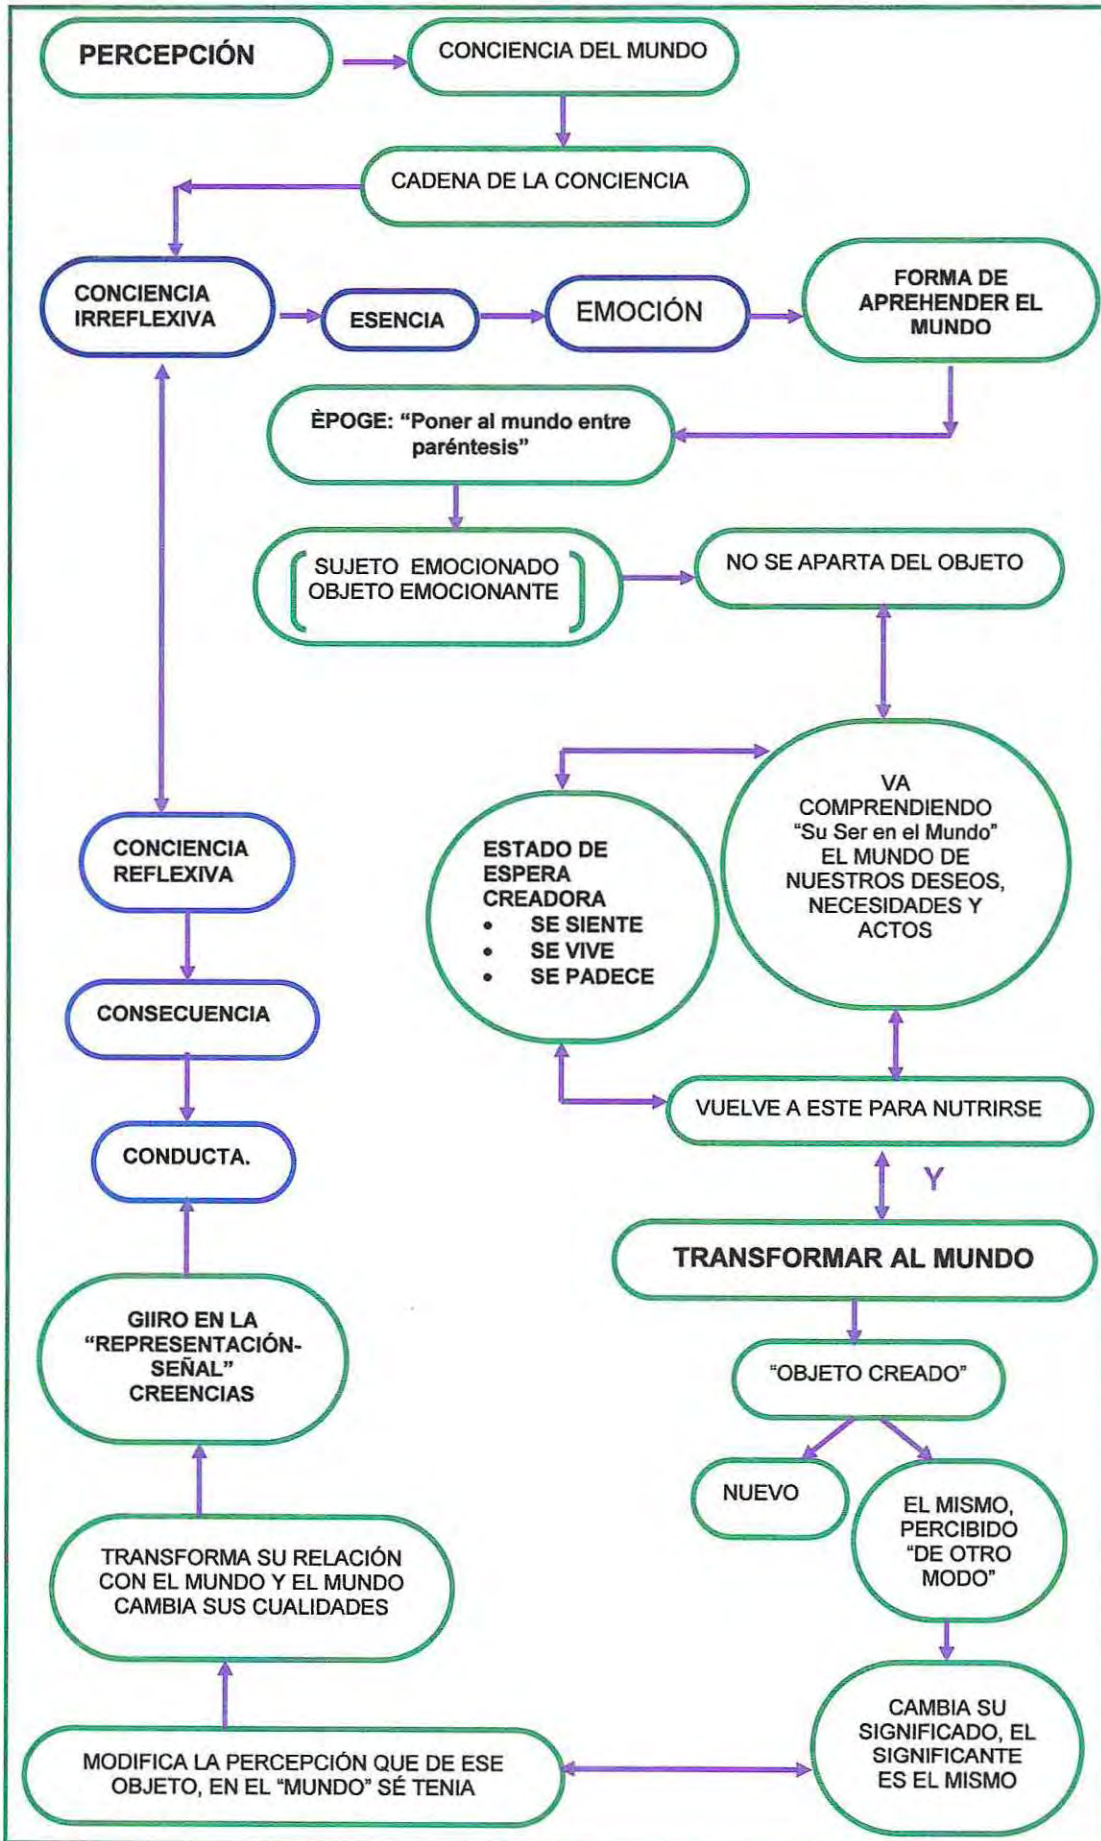 PERCEPCIÓN
CONCIENCIA DEL MUNDO
CADENA DE LA CONCIENCIA
CONCIENCIA
IRREFLEXIVA
ESENCIA
EMOCIÓN
FORMA DE
APREHENDER EL
MUNDO
ÈPOGE: “Poner al mundo entre
paréntesis”
SUJETO EMOCIONADO
OBJETO EMOCIONANTE
NO SE APARTA DEL OBJETO
VA
COMPRENDIENDO
“Su Ser en el Mundo”
EL MUNDO DE
NUESTROS DESEOS,
NECESIDADES Y
ACTOS
ESTADO DE
ESPERA
CREADORA
• SE SIENTE
• SE VIVE
• SE PADECE
VUELVE A ESTE PARA NUTRIRSE
Y
TRANSFORMAR AL MUNDO
“OBJETO CREADO”
NUEVO
EL MISMO,
PERCIBIDO
“DE OTRO
MODO”
CAMBIA SU
SIGNIFICADO, EL
SIGNIFICANTE
ES EL MISMO
MODIFICA LA PERCEPCIÓN QUE DE ESE
OBJETO, EN EL “MUNDO” SÉ TENIA
TRANSFORMA SU RELACIÓN
CON EL MUNDO Y EL MUNDO
CAMBIA SUS CUALIDADES
GIIRO EN LA
“REPRESENTACIÓN-
SEÑAL”
CREENCIAS
CONCIENCIA
REFLEXIVA
CONSECUENCIA
CONDUCTA.